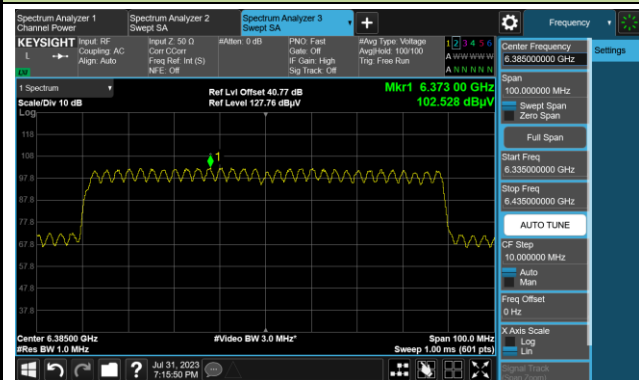 Spectrum Analyzer 1
Channel Power
Spectrum Analyzer 2
Swept SA
Spectrum Analyzer 3
Swept SA
Frequency
KEYSIGHT
L
LW
Input: RF
Coupling: AC
Align: Auto
Input Z: 50 Ω
Corr CCorr
Freq Ref: Int (S)
NFE: Off
#Atten: 0 dB
PNO: Fast
Gate: Off
IF Gain: High
Sig Track: Off
#Avg Type: Voltage
Avg|Hold: 100/100
Trig: Free Run
1 2 3 4 5 6
A W W W W W
A N N N N N
1 Spectrum
Scale/Div 10 dB
Log
Ref Lvl Offset 40.77 dB
Ref Level 127.76 dBµV
Mkr1 6.373 00 GHz
102.528 dBµV
118
108
97.8
87.8
77.8
67.8
57.8
47.8
37.8
1
Center 6.38500 GHz
#Res BW 1.0 MHz
#Video BW 3.0 MHz*
Span 100.0 MHz
Sweep 1.00 ms (601 pts)
Center Frequency
6.385000000 GHz
Settings
Span
100.000000 MHz
Swept Span
Zero Span
Full Span
Start Freq
6.335000000 GHz
Stop Freq
6.435000000 GHz
AUTO TUNE
CF Step
10.000000 MHz
Auto
Man
Freq Offset
0 Hz
X Axis Scale
Log
Lin
Signal Track
(Span Zoom)
?
Jul 31, 2023
7:15:50 PM